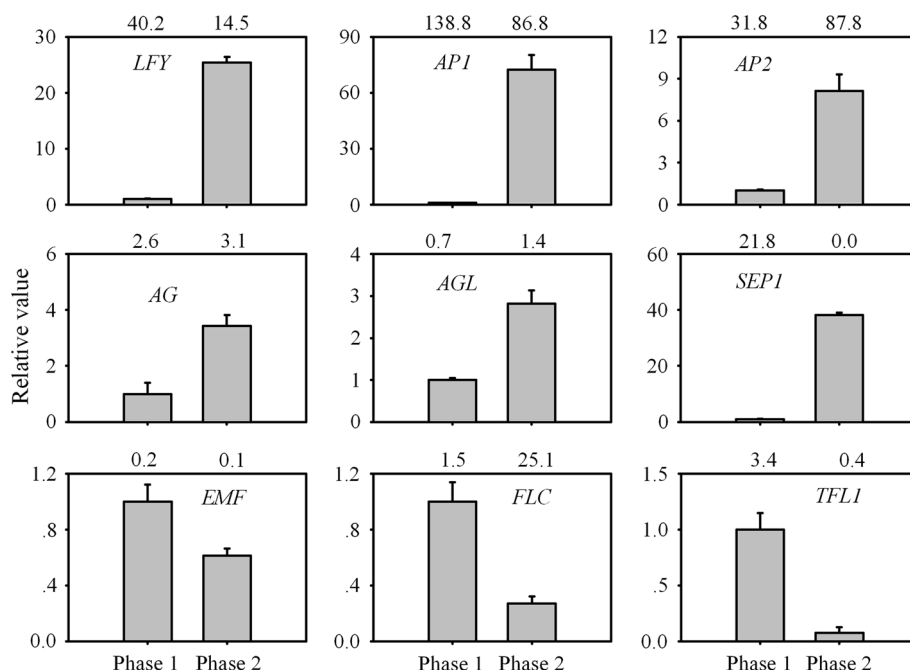 40.2 14.5 138.8 86.8 31.8 87.8
30 LFY 90 AP1 12 AP2
20 60 9
10 30 6
0 0 3
0
2.6 3.1 0.7 1.4 21.8 0.0
6 AG 4 AGL 60 SEP1
4 3 40
2 2 20
0 1 0
0
Relative value
0.2 0.1 1.5 25.1 3.4 0.4
1.2 EMF 1.2 FLC 1.5 TFL1
.8 .8 1.0
.4 .4 .5
0.0 0.0 0.0
Phase 1 Phase 2 Phase 1 Phase 2 Phase 1 Phase 2